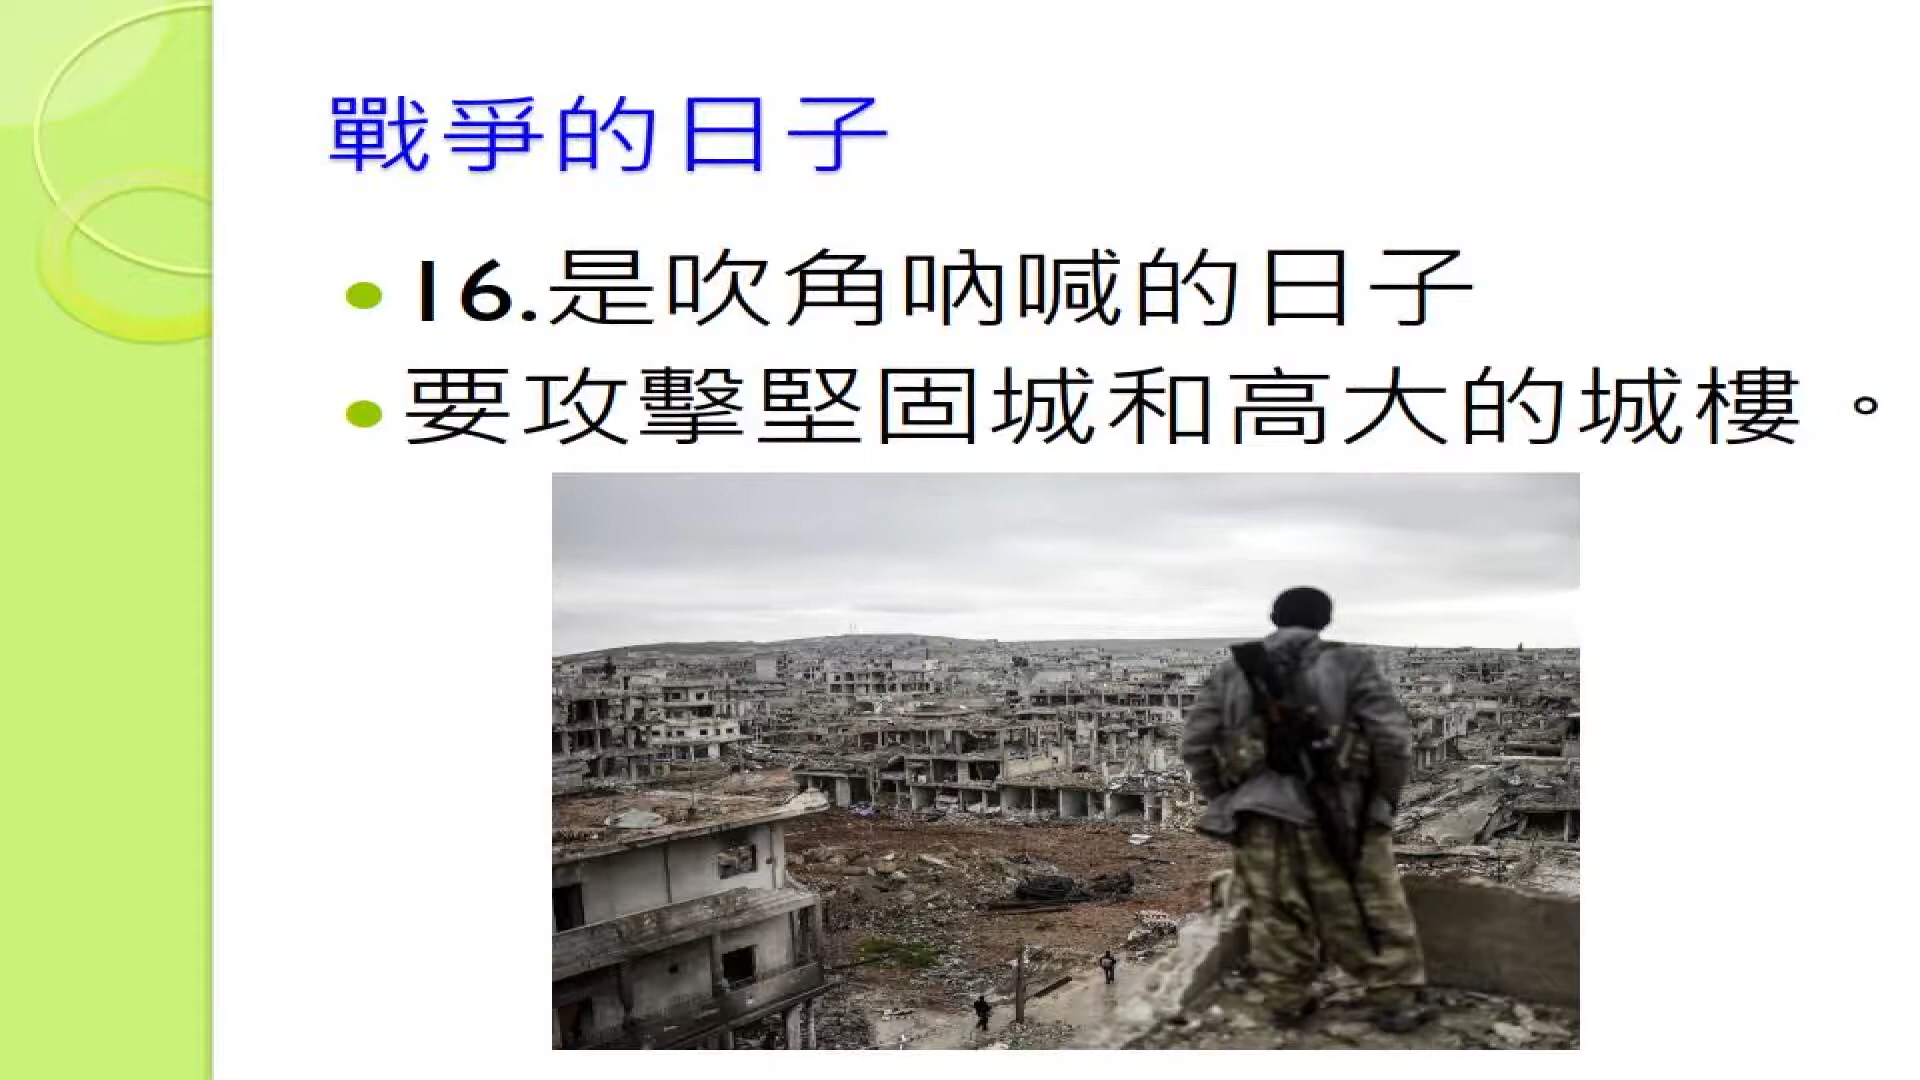 戰爭的日子
16.是吹角吶喊的日子
要攻擊堅固城和高大的城樓。